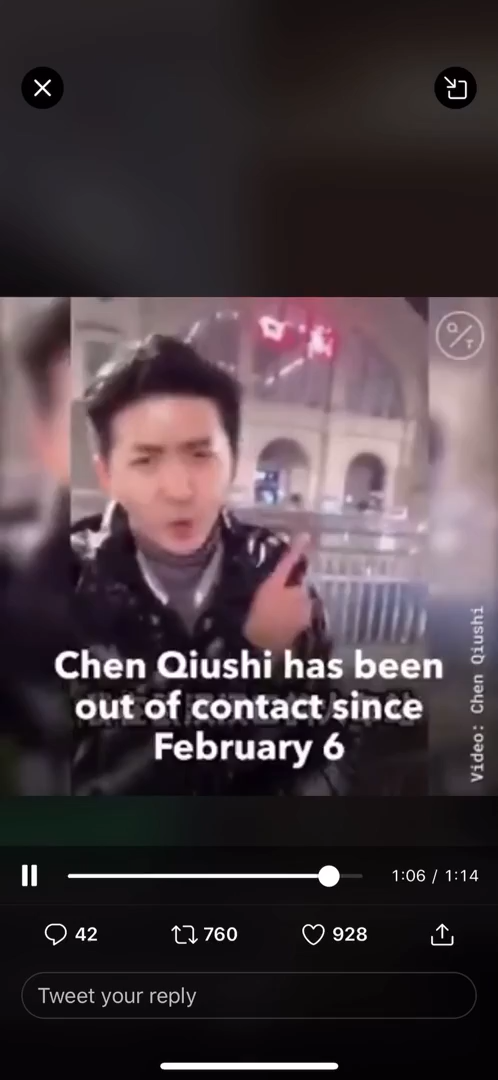 Chen Qiushi has been
out of contact since
February 6
Video: Chen Qiushi
1:06 / 1:14
42
760
928
Tweet your reply